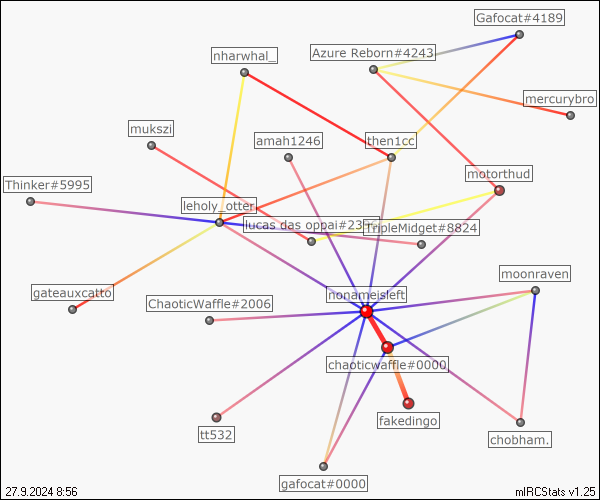 Gafocat#4189
Azure Reborn#4243
nharwhal_
mercurybro
mukszi
amah1246
then1cc
motorthud
Thinker#5995
leholy_otter
lucas das oppai#23
TripleMidget#8824
moonraven
gateauxcatto
ChaoticWaffle#2006
nonameisleft
chaoticwaffle#0000
fakedingo
tt532
chobham.
gafocat#0000
27.9.2024 8:56
mIRCStats v1.25